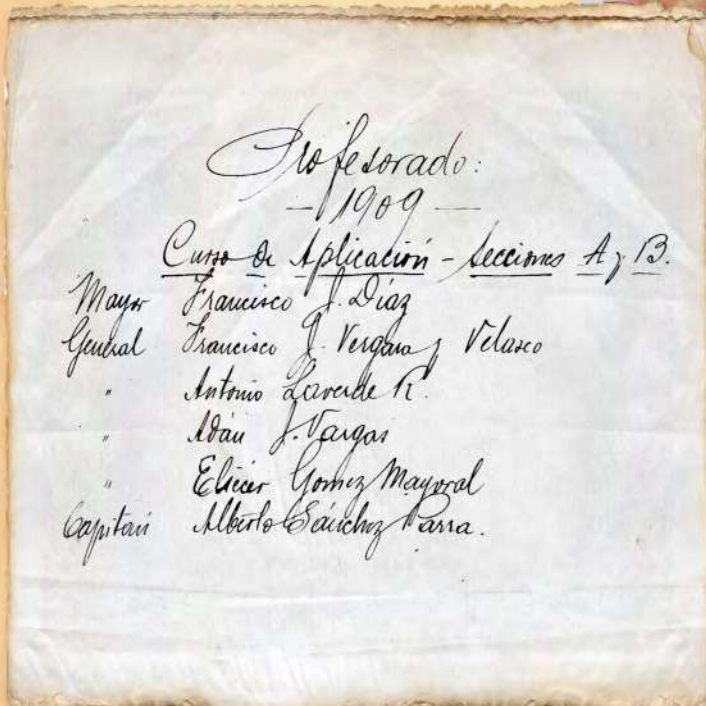 Profesorado:
— 1909 —
Curso de Aplicación - Secciones A y B.
Mayor Francisco J. Díaz
General Francisco J. Vergara y Velasco
" Antonio Laverde R.
" Adán J. Vargas
" Eliécer Gomez Mayoral
Capitán Alberto Sánchez Parra.